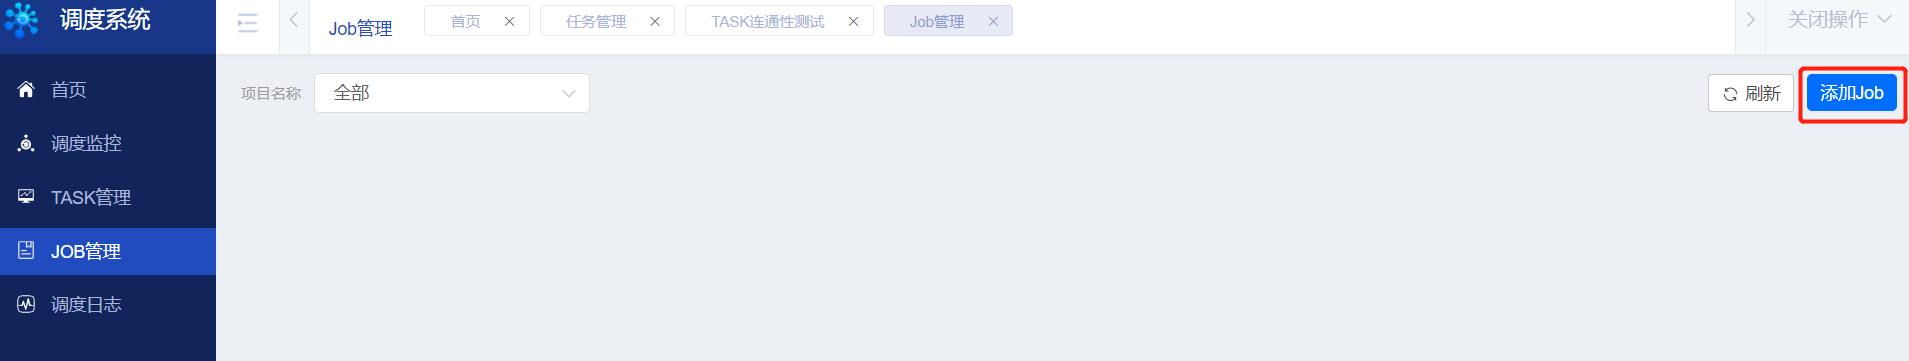 调度系统
首页
调度监控
TASK管理
JOB管理
调度日志
Job管理
首页
任务管理
TASK连通性测试
Job管理
关闭操作
项目名称
全部
刷新
添加Job